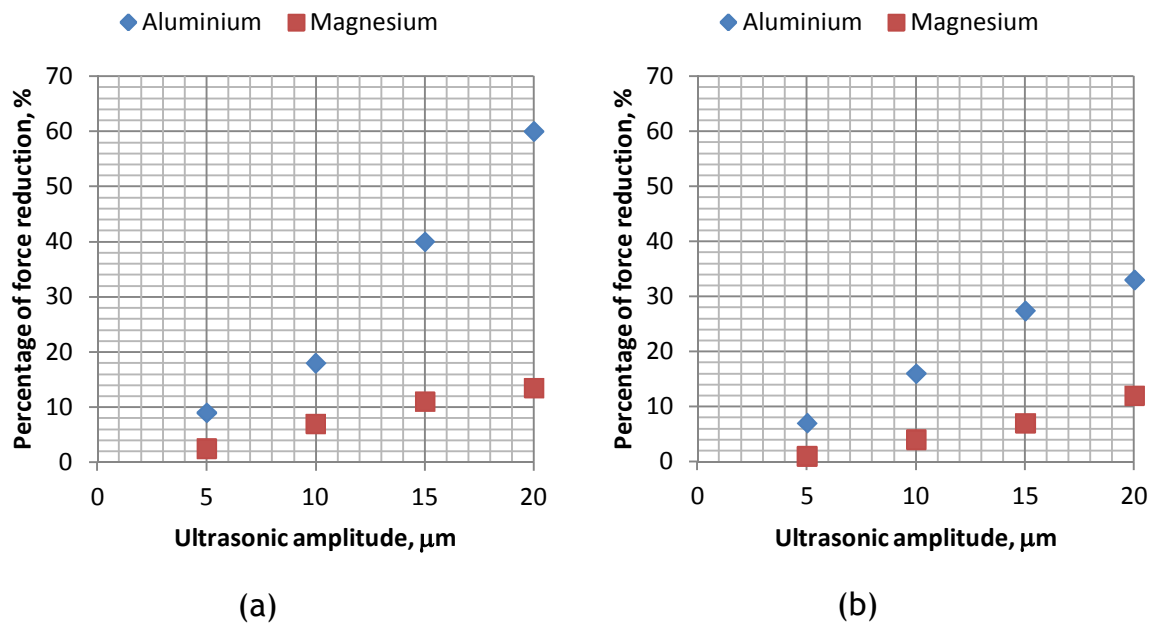 Aluminium Magnesium
70
60
50
40
30
20
10
0
0 5 10 15 20
Percentage of force reduction, %
Ultrasonic amplitude, μm
(a)
Aluminium Magnesium
70
60
50
40
30
20
10
0
0 5 10 15 20
Percentage of force reduction, %
Ultrasonic amplitude, μm
(b)